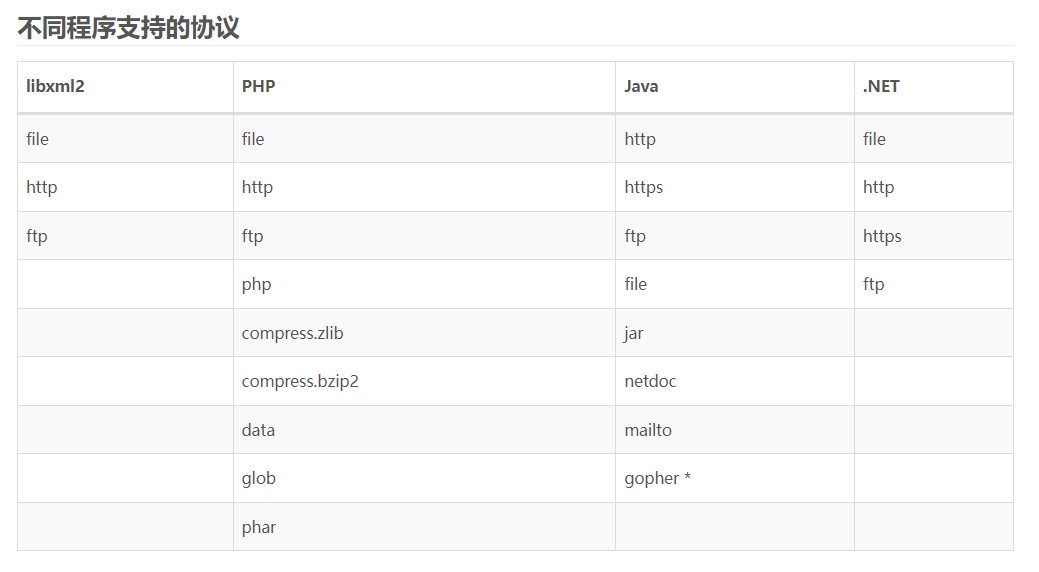 不同程序支持的协议
libxml2 PHP Java .NET
file file http file
http http https http
ftp ftp ftp https
php file ftp
compress.zlib jar
compress.bzip2 netdoc
data mailto
glob gopher *
phar